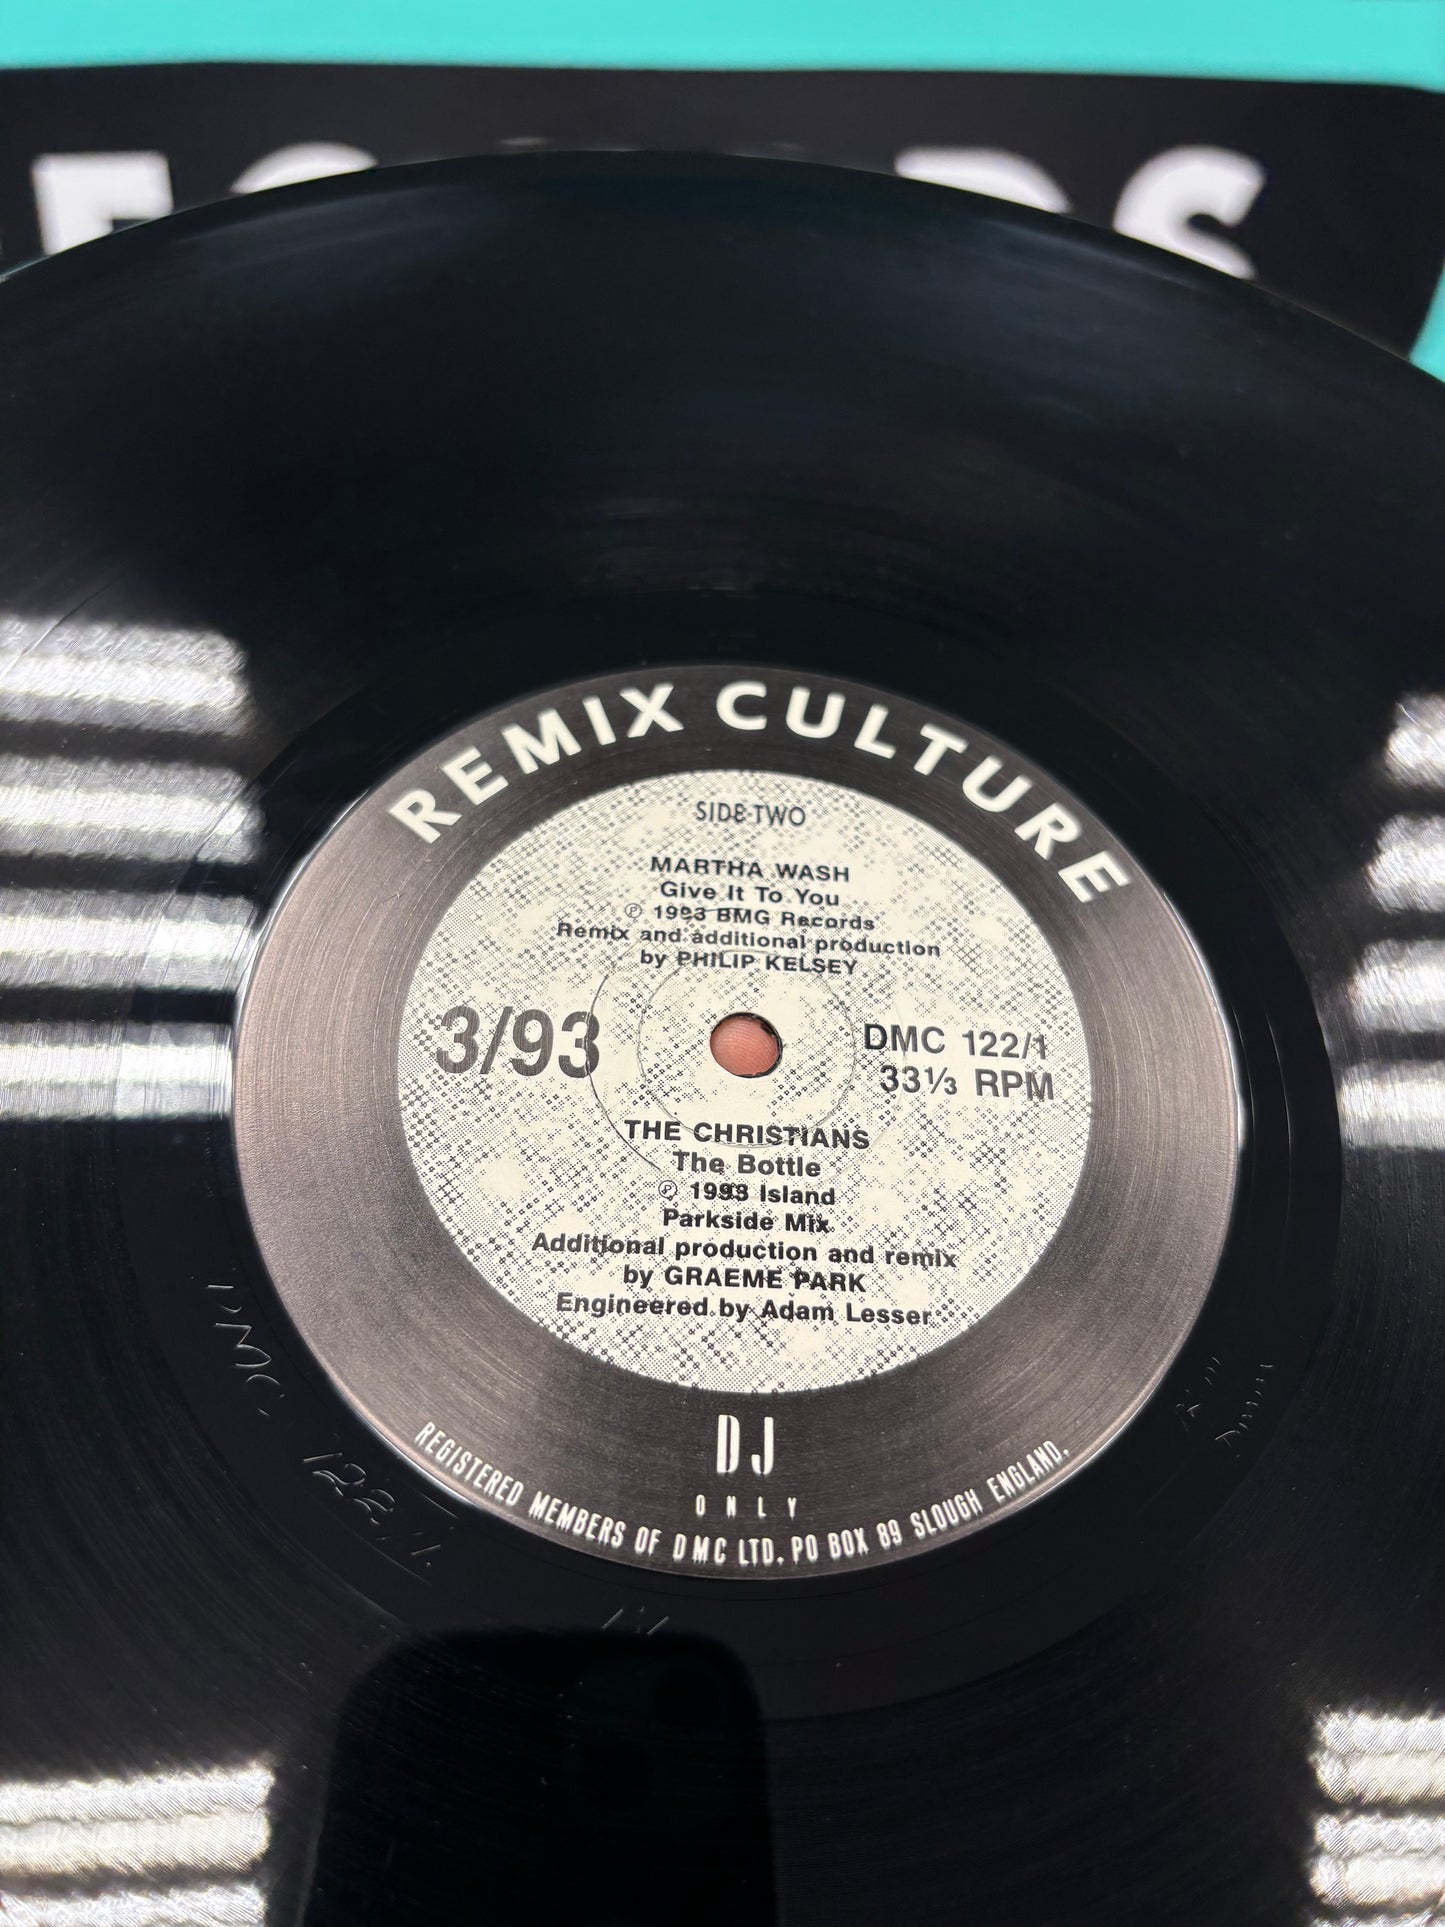 REMIX CULTURE
SIDE TWO
MARTHA WASH
Give It To You
℗ 1993 BMG Records
Remix and additional production
by PHILIP KELSEY
3/93
DMC 122/1
33⅓ RPM
THE CHRISTIANS
The Bottle
℗ 1993 Island
Parkside Mix
Additional production and remix
by GRAEME PARK
Engineered by Adam Lesser
DJ
ONLY
REGISTERED MEMBERS OF DMC LTD. PO BOX 89 SLOUGH ENGLAND.
DMC. 122/1.